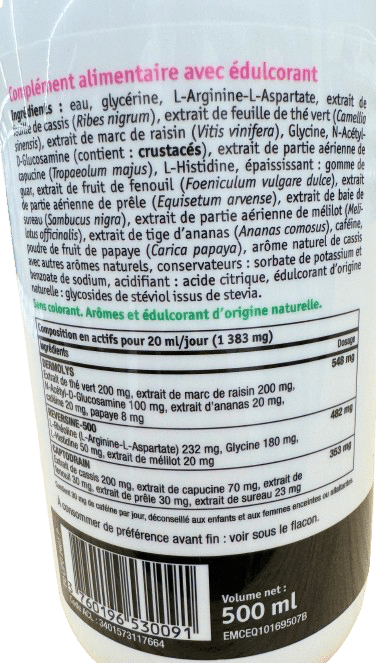 Complément alimentaire avec édulcorant
Ingrédients : eau, glycérine, L-Arginine-L-Aspartate, extrait de
feuille de cassis (Ribes nigrum), extrait de feuille de thé vert (Camellia
sinensis), extrait de marc de raisin (Vitis vinifera), Glycine, N-Acétyl-
D-Glucosamine (contient : crustacés), extrait de partie aérienne de
capucine (Tropaeolum majus), L-Histidine, épaississant : gomme de
guar, extrait de fruit de fenouil (Foeniculum vulgare dulce), extrait
de partie aérienne de prêle (Equisetum arvense), extrait de baie de
sureau (Sambucus nigra), extrait de partie aérienne de mélilot (Meli-
lotus officinalis), extrait de tige d'ananas (Ananas comosus), caféine,
poudre de fruit de papaye (Carica papaya), arôme naturel de cassis
avec autres arômes naturels, conservateurs : sorbate de potassium et
benzoate de sodium, acidifiant : acide citrique, édulcorant d'origine
naturelle : glycosides de stéviol issus de stevia.
Sans colorant. Arômes et édulcorant d'origine naturelle.
Composition en actifs pour 20 ml/jour (1 383 mg)
Ingrédients Dosage
DERMOLYS 548 mg
Extrait de thé vert 200 mg, extrait de marc de raisin 200 mg,
N-Acétyl-D-Glucosamine 100 mg, extrait d'ananas 20 mg,
caféine 20 mg, papaye 8 mg
REVERSINE-500 482 mg
(L-Arginine-L-Aspartate) 232 mg, Glycine 180 mg,
L-Histidine 50 mg, extrait de mélilot 20 mg
CAPTODRAIN 353 mg
Extrait de cassis 200 mg, extrait de capucine 70 mg, extrait de
fenouil 30 mg, extrait de prêle 30 mg, extrait de sureau 23 mg
Contient 30 mg de caféine par jour, déconseillé aux enfants et aux femmes enceintes ou allaitantes.
A consommer de préférence avant fin : voir sous le flacon.
3 760196 530091
Code ACL : 3401573117664
Volume net :
500 ml
EMCEQ10169507B